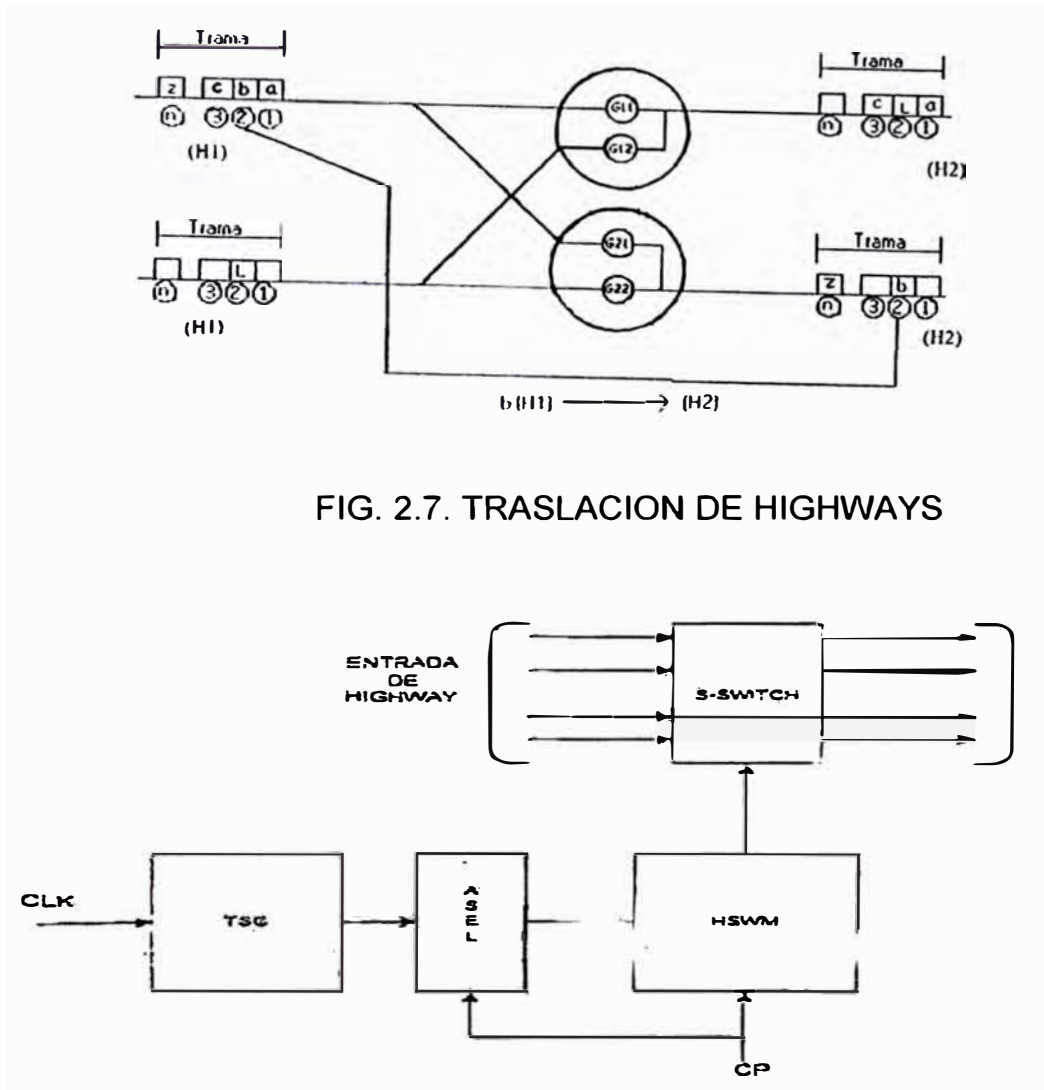 Trama
Trama
z c b a
c L a
n 3 2 1
n 3 2 1
(H1)
(H2)
G11
G12
Trama
Trama
L
z b
n 3 2 1
n 3 2 1
(H1)
(H2)
G21
G22
b (H1) → (H2)
FIG. 2.7. TRASLACION DE HIGHWAYS
ENTRADA
DE
HIGHWAY
S-SWITCH
CLK
TSC
ASEL
HSWM
CP